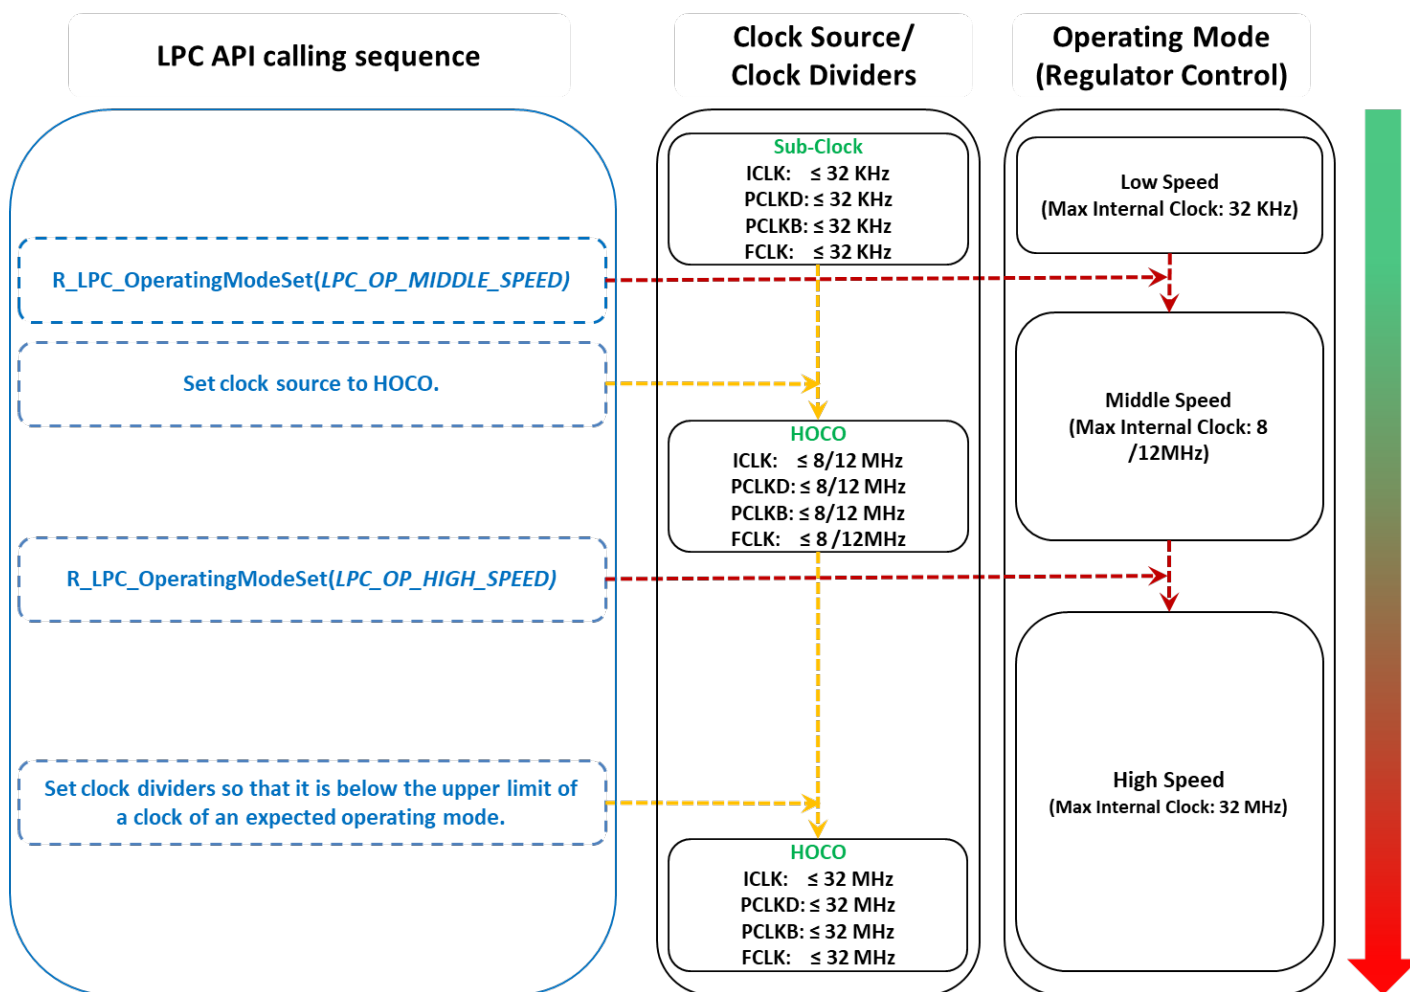 LPC API calling sequence
Clock Source/
Clock Dividers
Operating Mode
(Regulator Control)
Sub-Clock
ICLK: ≤ 32 KHz
PCLKD: ≤ 32 KHz
PCLKB: ≤ 32 KHz
FCLK: ≤ 32 KHz
Low Speed
(Max Internal Clock: 32 KHz)
R_LPC_OperatingModeSet(LPC_OP_MIDDLE_SPEED)
Set clock source to HOCO.
Middle Speed
(Max Internal Clock: 8
/12MHz)
HOCO
ICLK: ≤ 8/12 MHz
PCLKD: ≤ 8/12 MHz
PCLKB: ≤ 8/12 MHz
FCLK: ≤ 8 /12MHz
R_LPC_OperatingModeSet(LPC_OP_HIGH_SPEED)
High Speed
(Max Internal Clock: 32 MHz)
Set clock dividers so that it is below the upper limit of
a clock of an expected operating mode.
HOCO
ICLK: ≤ 32 MHz
PCLKD: ≤ 32 MHz
PCLKB: ≤ 32 MHz
FCLK: ≤ 32 MHz